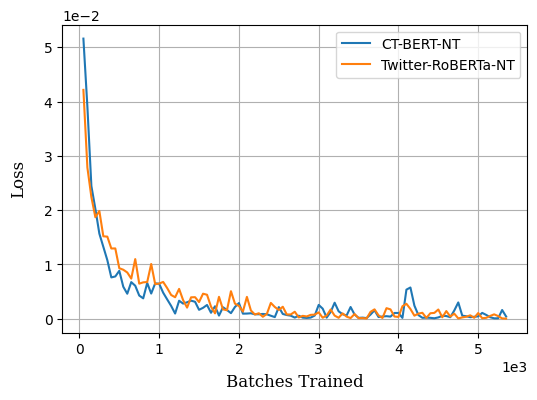 1e−2
CT-BERT-NT
Twitter-RoBERTa-NT
5
4
3
2
1
0
Loss
0 1 2 3 4 5
1e3
Batches Trained